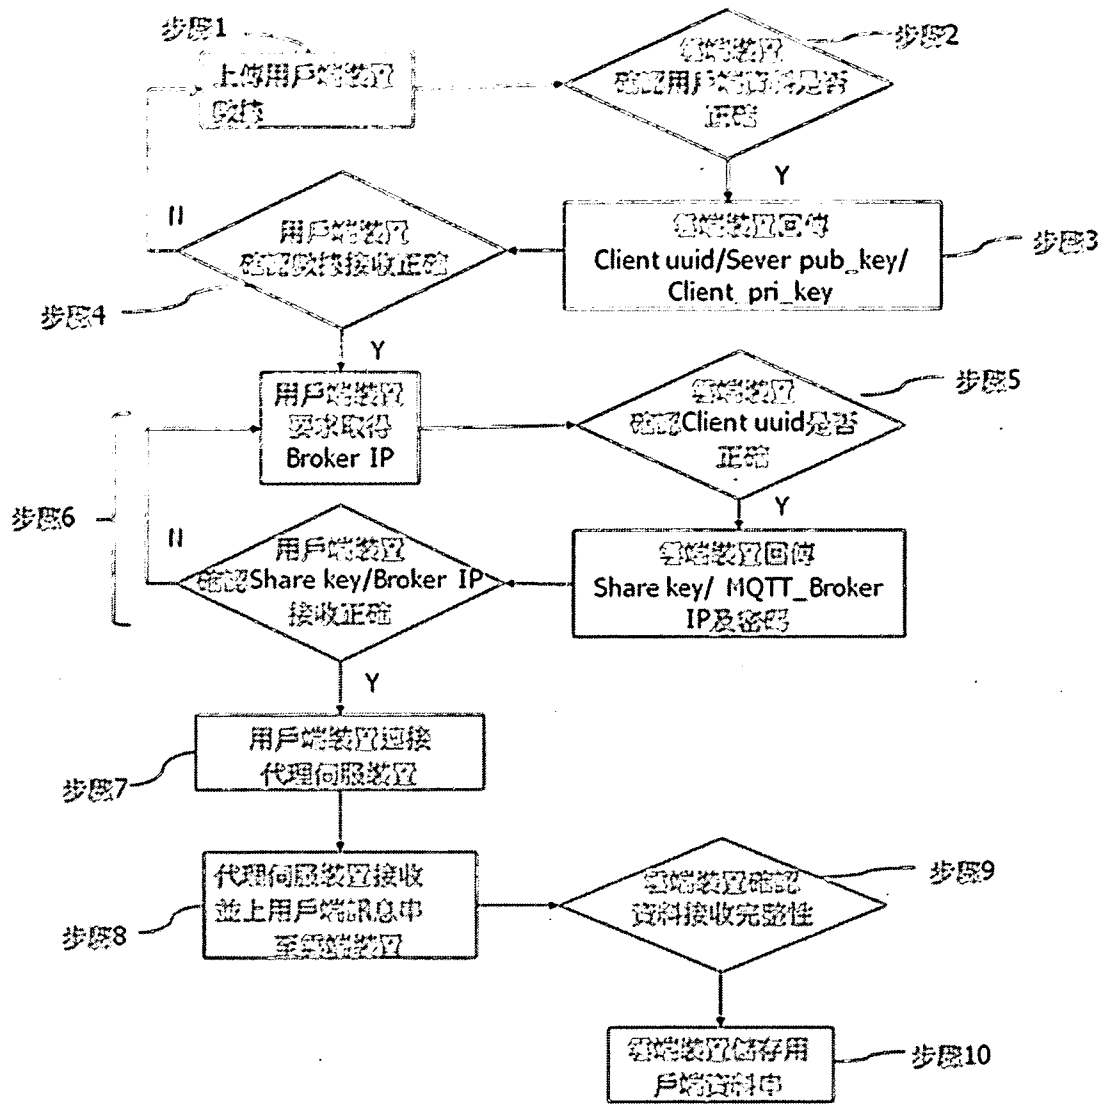 步驟1
上傳用戶端裝置
數據
步驟2
雲端裝置
確認用戶端資料是否
正確
Y
雲端裝置回傳
Client uuid/Sever pub_key/
Client_pri_key
步驟3
N
用戶端裝置
確認數據接收正確
步驟4
Y
用戶端裝置
要求取得
Broker IP
雲端裝置
確認Client uuid是否
正確
步驟5
Y
步驟6
N
用戶端裝置
確認Share key/Broker IP
接收正確
雲端裝置回傳
Share key/ MQTT_Broker
IP及密碼
Y
用戶端裝置連接
代理伺服裝置
步驟7
代理伺服裝置接收
並上用戶端訊息串
至雲端裝置
步驟8
雲端裝置確認
資料接收完整性
步驟9
雲端裝置儲存用
戶端資料串
步驟10